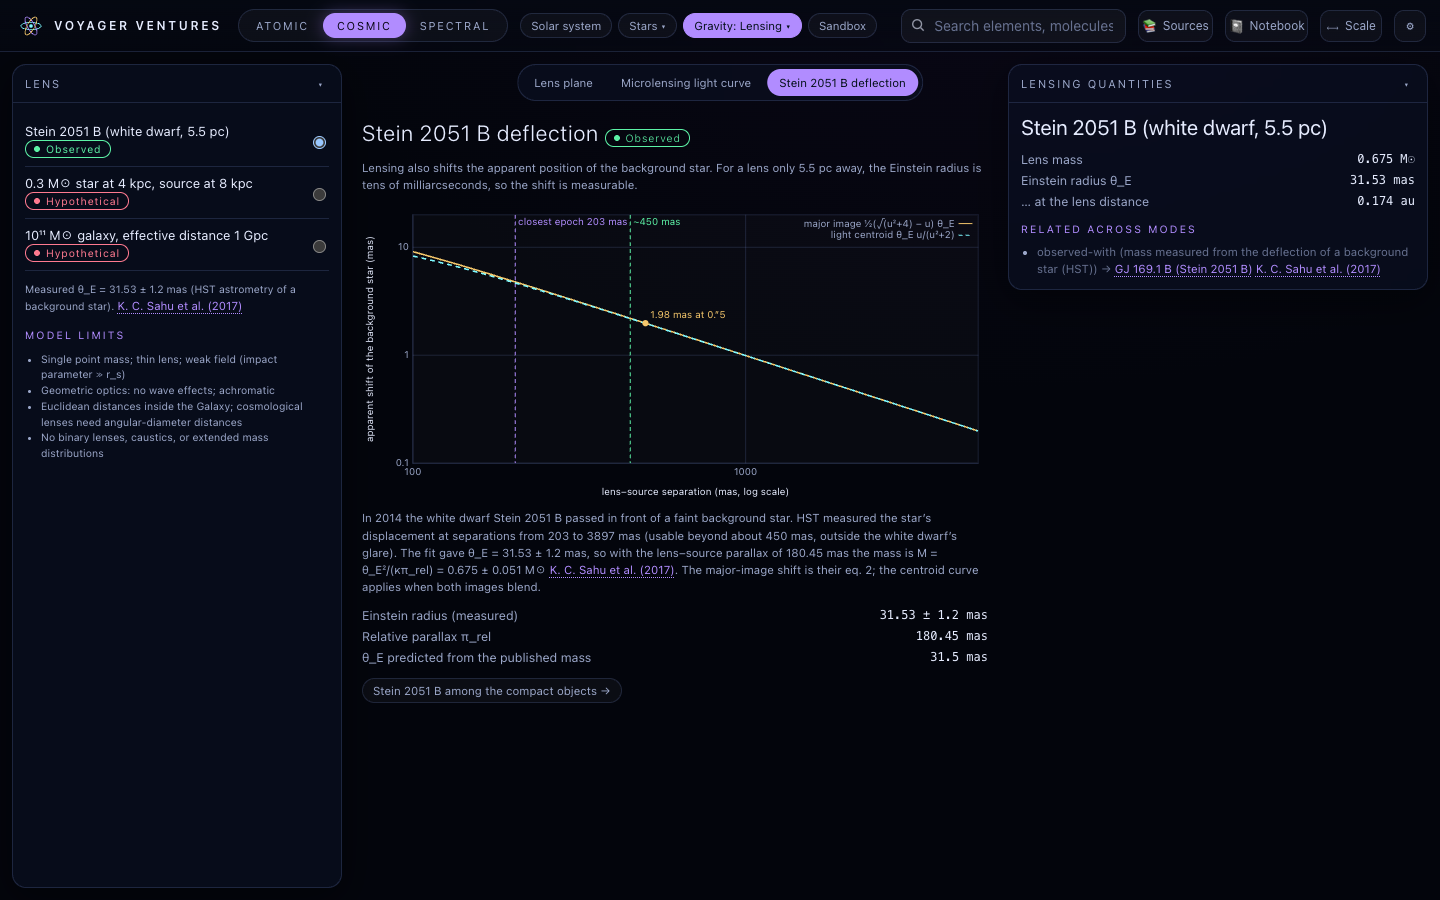 VOYAGER VENTURES
ATOMIC COSMIC SPECTRAL
Solar system Stars ▾ Gravity: Lensing ▾ Sandbox
Search elements, molecules
Sources Notebook Scale
LENS
Stein 2051 B (white dwarf, 5.5 pc)
Observed
0.3 M☉ star at 4 kpc, source at 8 kpc
Hypothetical
10¹¹ M☉ galaxy, effective distance 1 Gpc
Hypothetical
Measured θ_E = 31.53 ± 1.2 mas (HST astrometry of a
background star). K. C. Sahu et al. (2017)
MODEL LIMITS
• Single point mass; thin lens; weak field (impact
parameter » r_s)
• Geometric optics: no wave effects; achromatic
• Euclidean distances inside the Galaxy; cosmological
lenses need angular-diameter distances
• No binary lenses, caustics, or extended mass
distributions
Lens plane Microlensing light curve Stein 2051 B deflection
Stein 2051 B deflection Observed
Lensing also shifts the apparent position of the background star. For a lens only 5.5 pc away, the Einstein radius is
tens of milliarcseconds, so the shift is measurable.
closest epoch 203 mas ~450 mas
major image ½(√(u²+4) − u) θ_E
light centroid θ_E u/(u²+2)
apparent shift of the background star (mas)
10
1
0.1
1.98 mas at 0.″5
100 1000
lens–source separation (mas, log scale)
In 2014 the white dwarf Stein 2051 B passed in front of a faint background star. HST measured the star's
displacement at separations from 203 to 3897 mas (usable beyond about 450 mas, outside the white dwarf's
glare). The fit gave θ_E = 31.53 ± 1.2 mas, so with the lens–source parallax of 180.45 mas the mass is M =
θ_E²/(κπ_rel) = 0.675 ± 0.051 M☉ K. C. Sahu et al. (2017). The major-image shift is their eq. 2; the centroid curve
applies when both images blend.
Einstein radius (measured) 31.53 ± 1.2 mas
Relative parallax π_rel 180.45 mas
θ_E predicted from the published mass 31.5 mas
Stein 2051 B among the compact objects →
LENSING QUANTITIES
Stein 2051 B (white dwarf, 5.5 pc)
Lens mass 0.675 M☉
Einstein radius θ_E 31.53 mas
… at the lens distance 0.174 au
RELATED ACROSS MODES
• observed-with (mass measured from the deflection of a background
star (HST)) → GJ 169.1 B (Stein 2051 B) K. C. Sahu et al. (2017)